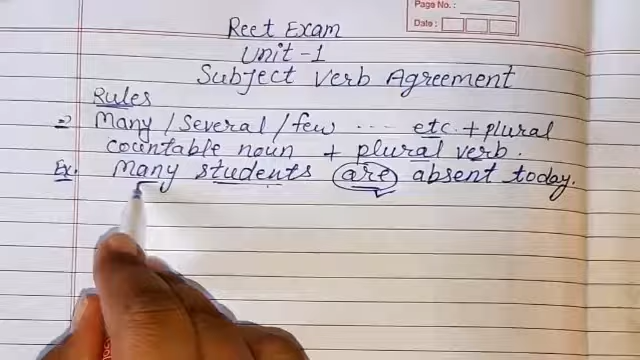 Page No.:
Date:
Reet Exam
Unit-1
Subject Verb Agreement
Rules
⇒ Many / Several / few ... etc. + plural
countable noun + plural verb.
Ex. Many students are absent today.